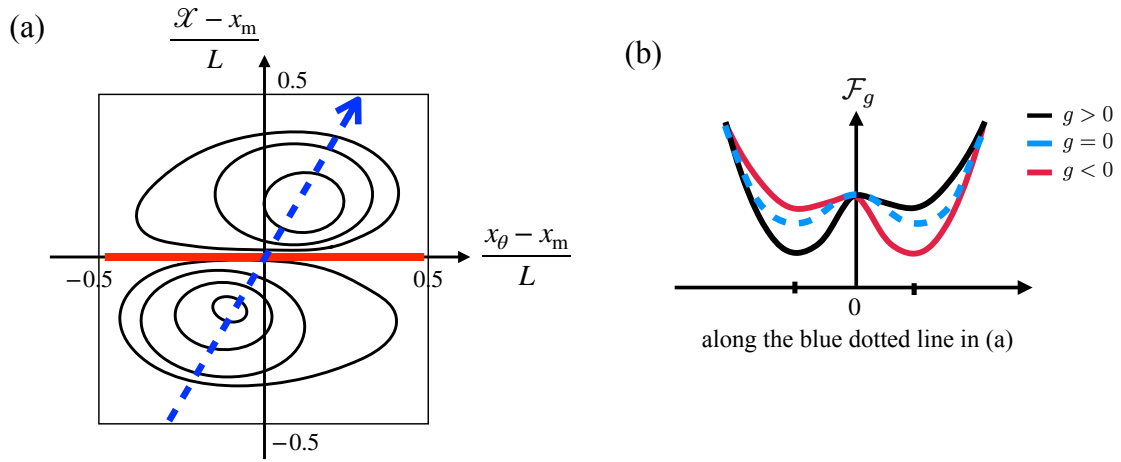 (a)
𝒳 − x_m
L
0.5
x_θ − x_m
L
−0.5
0.5
−0.5
(b)
ℱ_g
g > 0
g = 0
g < 0
0
along the blue dotted line in (a)